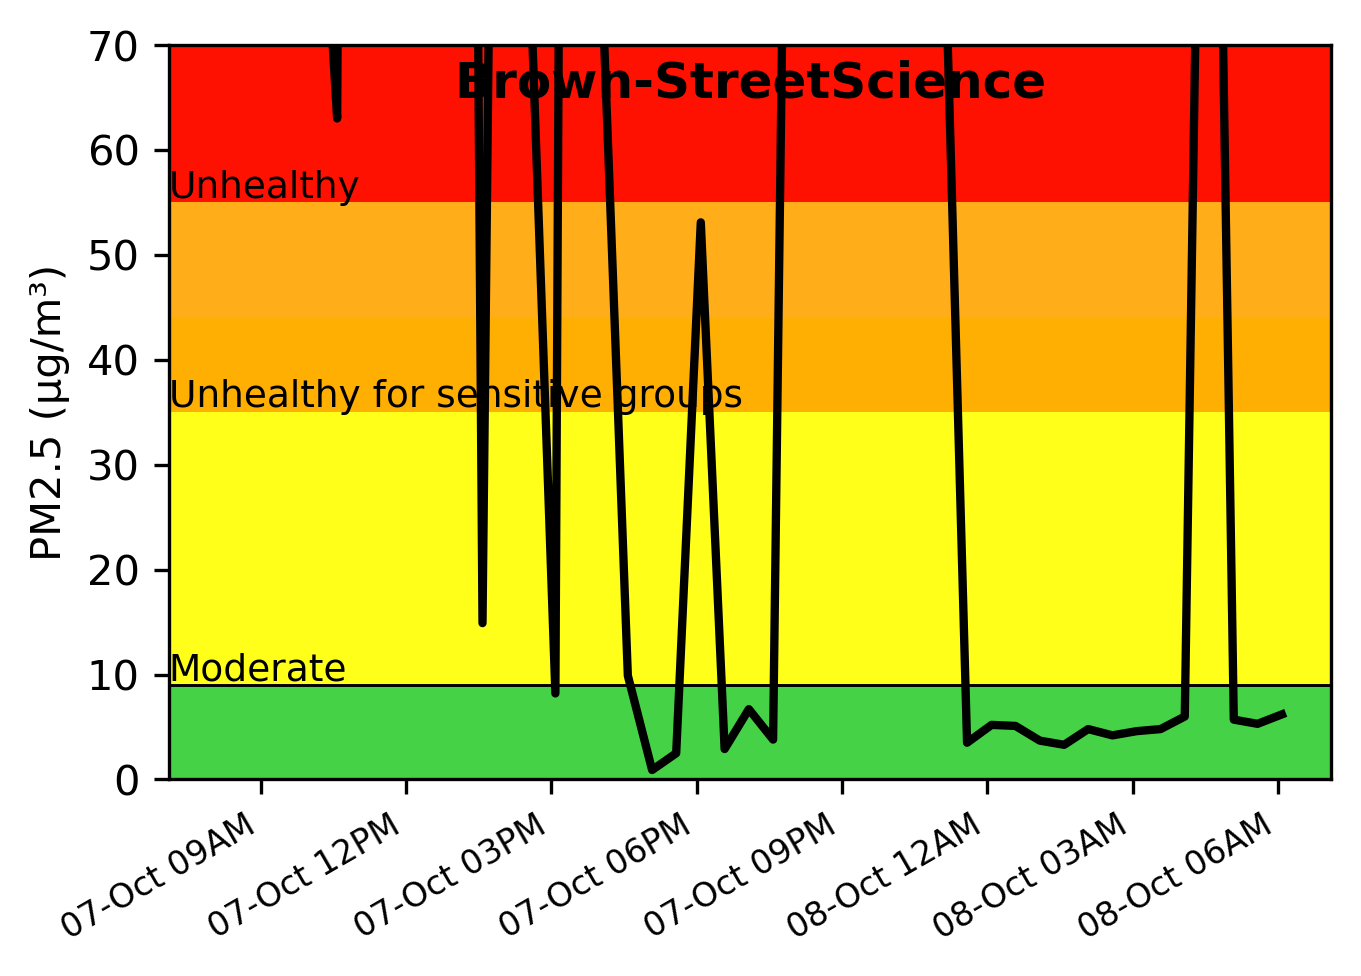 Brown-StreetScience
70
60
50
40
30
20
10
0
PM2.5 (µg/m³)
Unhealthy
Unhealthy for sensitive groups
Moderate
07-Oct 09AM
07-Oct 12PM
07-Oct 03PM
07-Oct 06PM
07-Oct 09PM
08-Oct 12AM
08-Oct 03AM
08-Oct 06AM